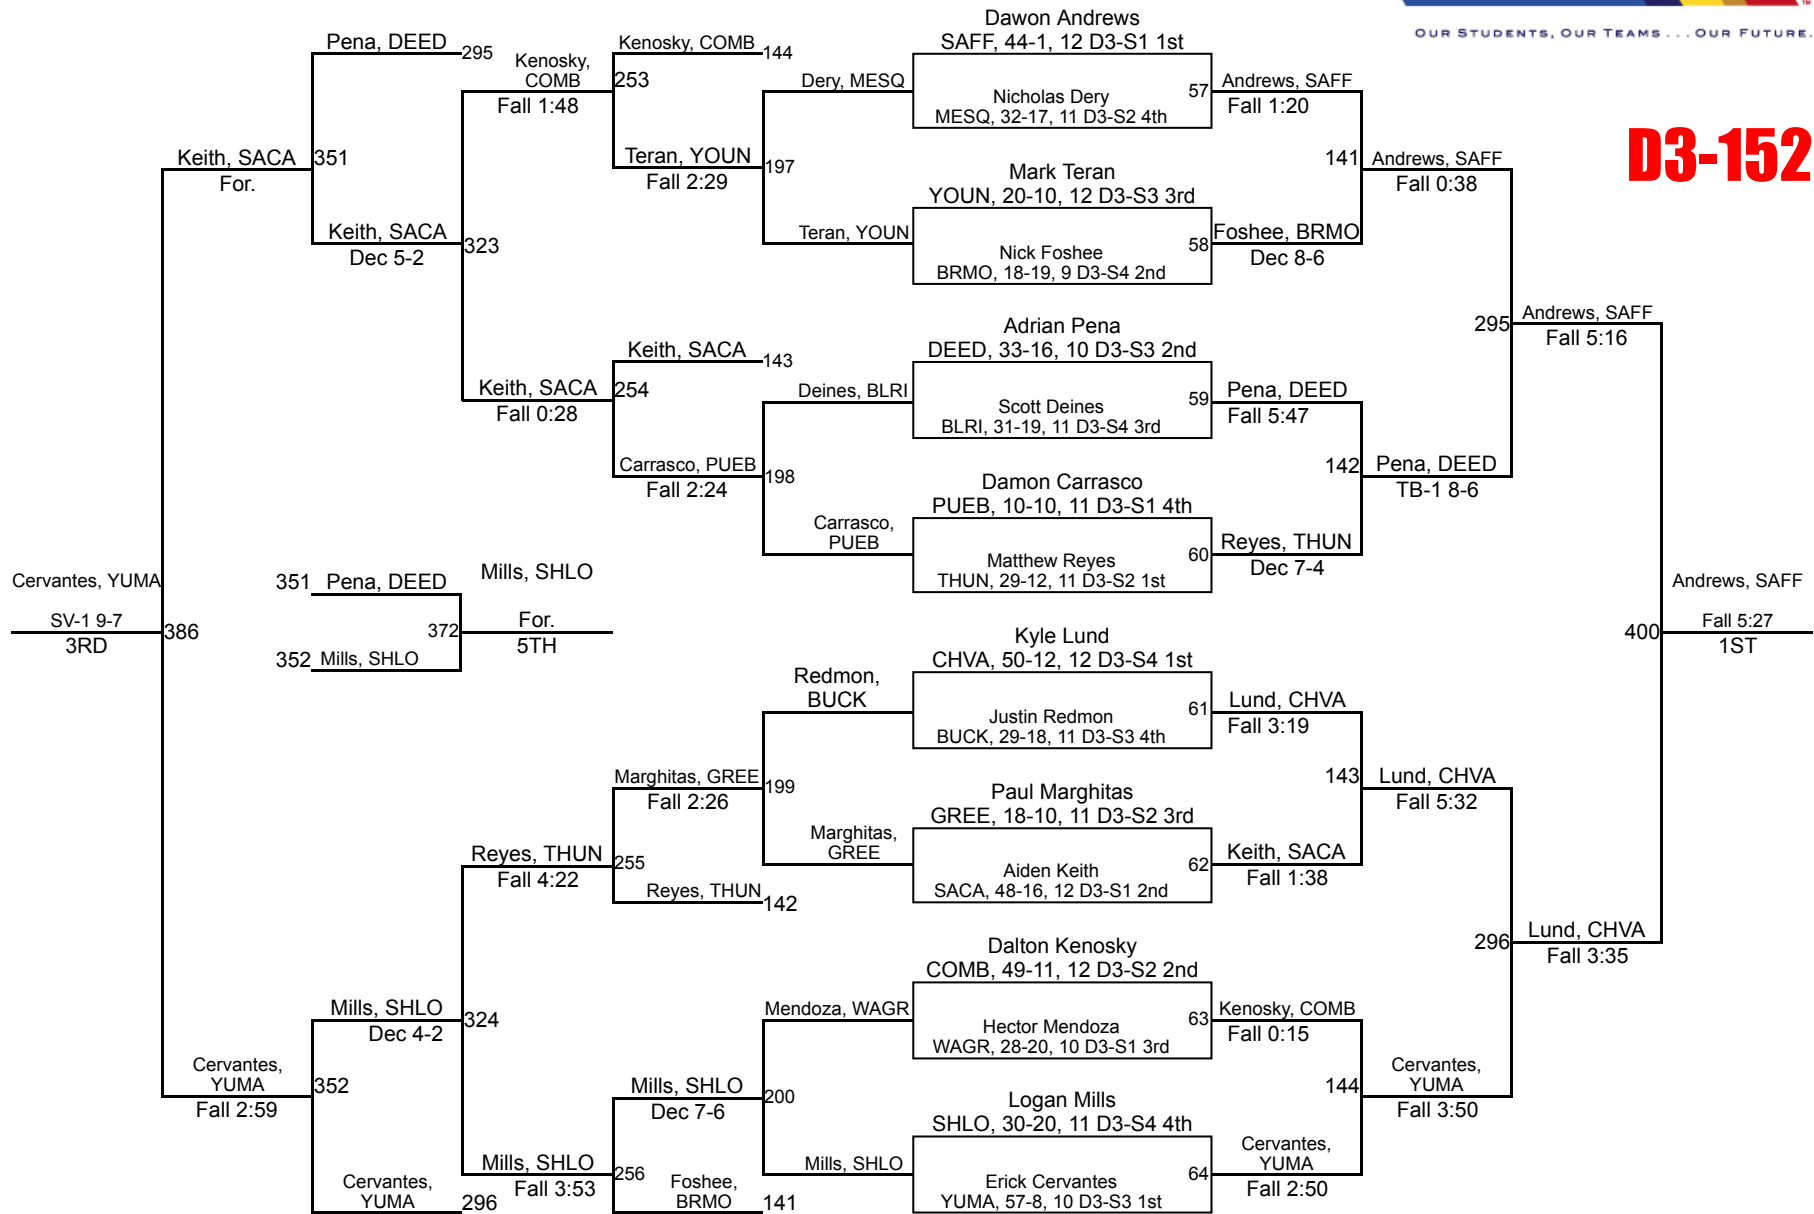 OUR STUDENTS, OUR TEAMS . . . OUR FUTURE.
TM
D3-152
Pena, DEED
295
Kenosky,
COMB
Fall 1:48
Kenosky, COMB
144
253
Teran, YOUN
Fall 2:29
197
Dery, MESQ
Teran, YOUN
Dawon Andrews
SAFF, 44-1, 12 D3-S1 1st
Nicholas Dery
MESQ, 32-17, 11 D3-S2 4th
57
Andrews, SAFF
Fall 1:20
Mark Teran
YOUN, 20-10, 12 D3-S3 3rd
Nick Foshee
BRMO, 18-19, 9 D3-S4 2nd
58
Foshee, BRMO
Dec 8-6
141
Andrews, SAFF
Fall 0:38
Keith, SACA
For.
351
Keith, SACA
Dec 5-2
323
Keith, SACA
Fall 0:28
Keith, SACA
143
254
Carrasco, PUEB
Fall 2:24
198
Deines, BLRI
Carrasco,
PUEB
Adrian Pena
DEED, 33-16, 10 D3-S3 2nd
Scott Deines
BLRI, 31-19, 11 D3-S4 3rd
59
Pena, DEED
Fall 5:47
Damon Carrasco
PUEB, 10-10, 11 D3-S1 4th
Matthew Reyes
THUN, 29-12, 11 D3-S2 1st
60
Reyes, THUN
Dec 7-4
142
Pena, DEED
TB-1 8-6
295
Andrews, SAFF
Fall 5:16
Cervantes, YUMA
SV-1 9-7
3RD
386
351
Pena, DEED
352
Mills, SHLO
372
Mills, SHLO
For.
5TH
400
Andrews, SAFF
Fall 5:27
1ST
Redmon,
BUCK
Marghitas,
GREE
199
Marghitas, GREE
Fall 2:26
Kyle Lund
CHVA, 50-12, 12 D3-S4 1st
Justin Redmon
BUCK, 29-18, 11 D3-S3 4th
61
Lund, CHVA
Fall 3:19
Paul Marghitas
GREE, 18-10, 11 D3-S2 3rd
Aiden Keith
SACA, 48-16, 12 D3-S1 2nd
62
Keith, SACA
Fall 1:38
143
Lund, CHVA
Fall 5:32
Reyes, THUN
Fall 4:22
255
Reyes, THUN
142
296
Lund, CHVA
Fall 3:35
Mills, SHLO
Dec 4-2
324
Cervantes,
YUMA
Fall 2:59
352
Cervantes,
YUMA
296
Mills, SHLO
Fall 3:53
Mills, SHLO
Dec 7-6
256
Foshee,
BRMO
141
200
Mendoza, WAGR
Mills, SHLO
Dalton Kenosky
COMB, 49-11, 12 D3-S2 2nd
Hector Mendoza
WAGR, 28-20, 10 D3-S1 3rd
63
Kenosky, COMB
Fall 0:15
Logan Mills
SHLO, 30-20, 11 D3-S4 4th
Erick Cervantes
YUMA, 57-8, 10 D3-S3 1st
64
Cervantes,
YUMA
Fall 2:50
144
Cervantes,
YUMA
Fall 3:50